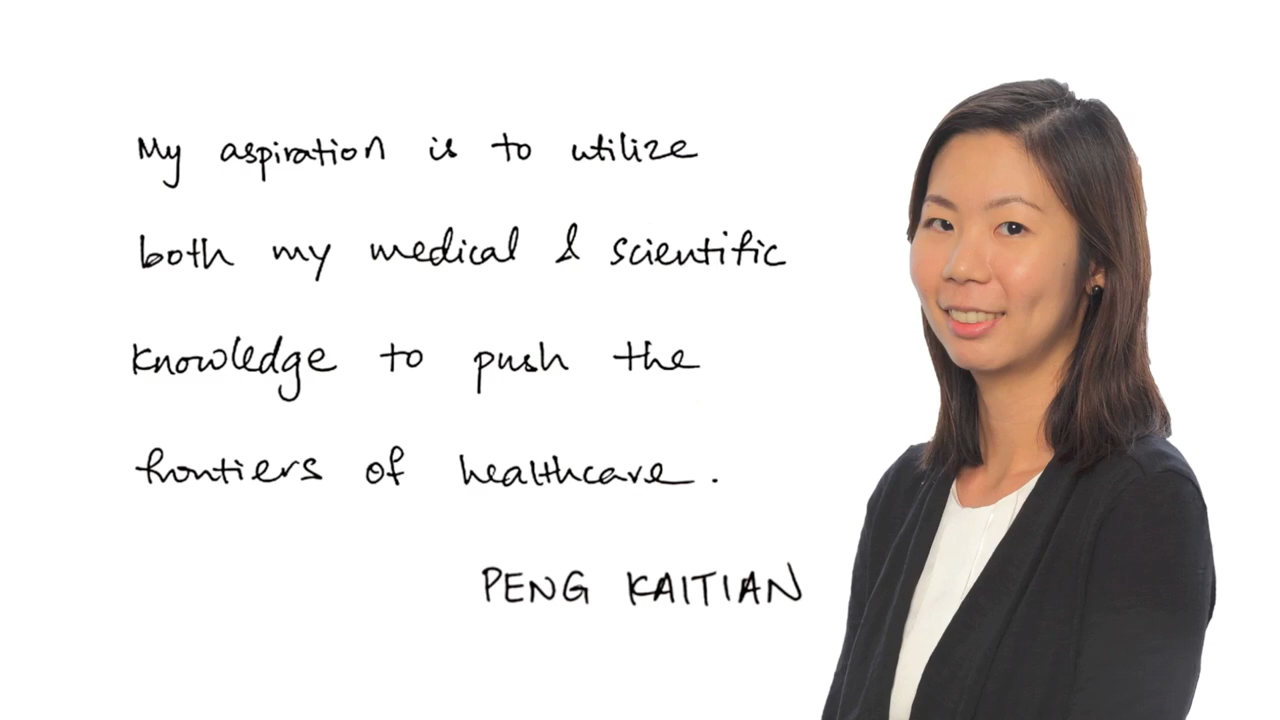 My aspiration is to utilize
both my medical & scientific
knowledge to push the
frontiers of healthcare.
PENG KAITIAN